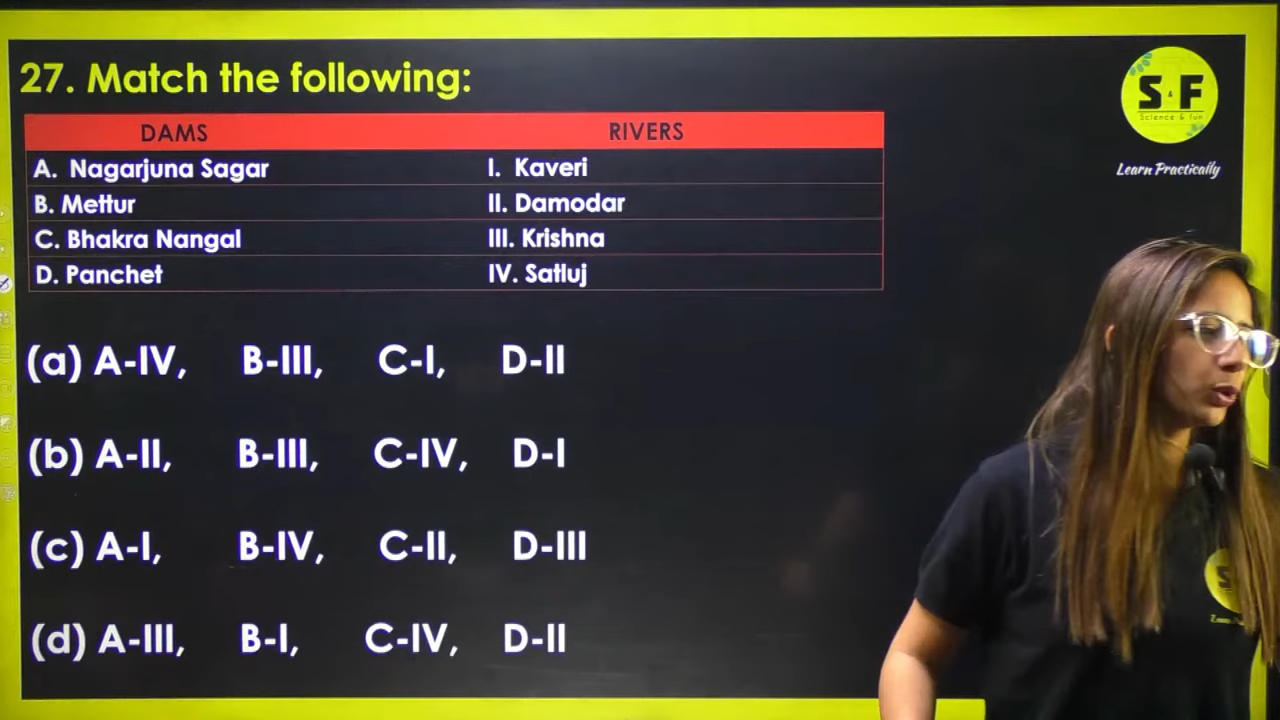 27. Match the following:
DAMS RIVERS
A. Nagarjuna Sagar I. Kaveri
B. Mettur II. Damodar
C. Bhakra Nangal III. Krishna
D. Panchet IV. Satluj
(a) A-IV, B-III, C-I, D-II
(b) A-II, B-III, C-IV, D-I
(c) A-I, B-IV, C-II, D-III
(d) A-III, B-I, C-IV, D-II
S & F
Science & fun
Learn Practically